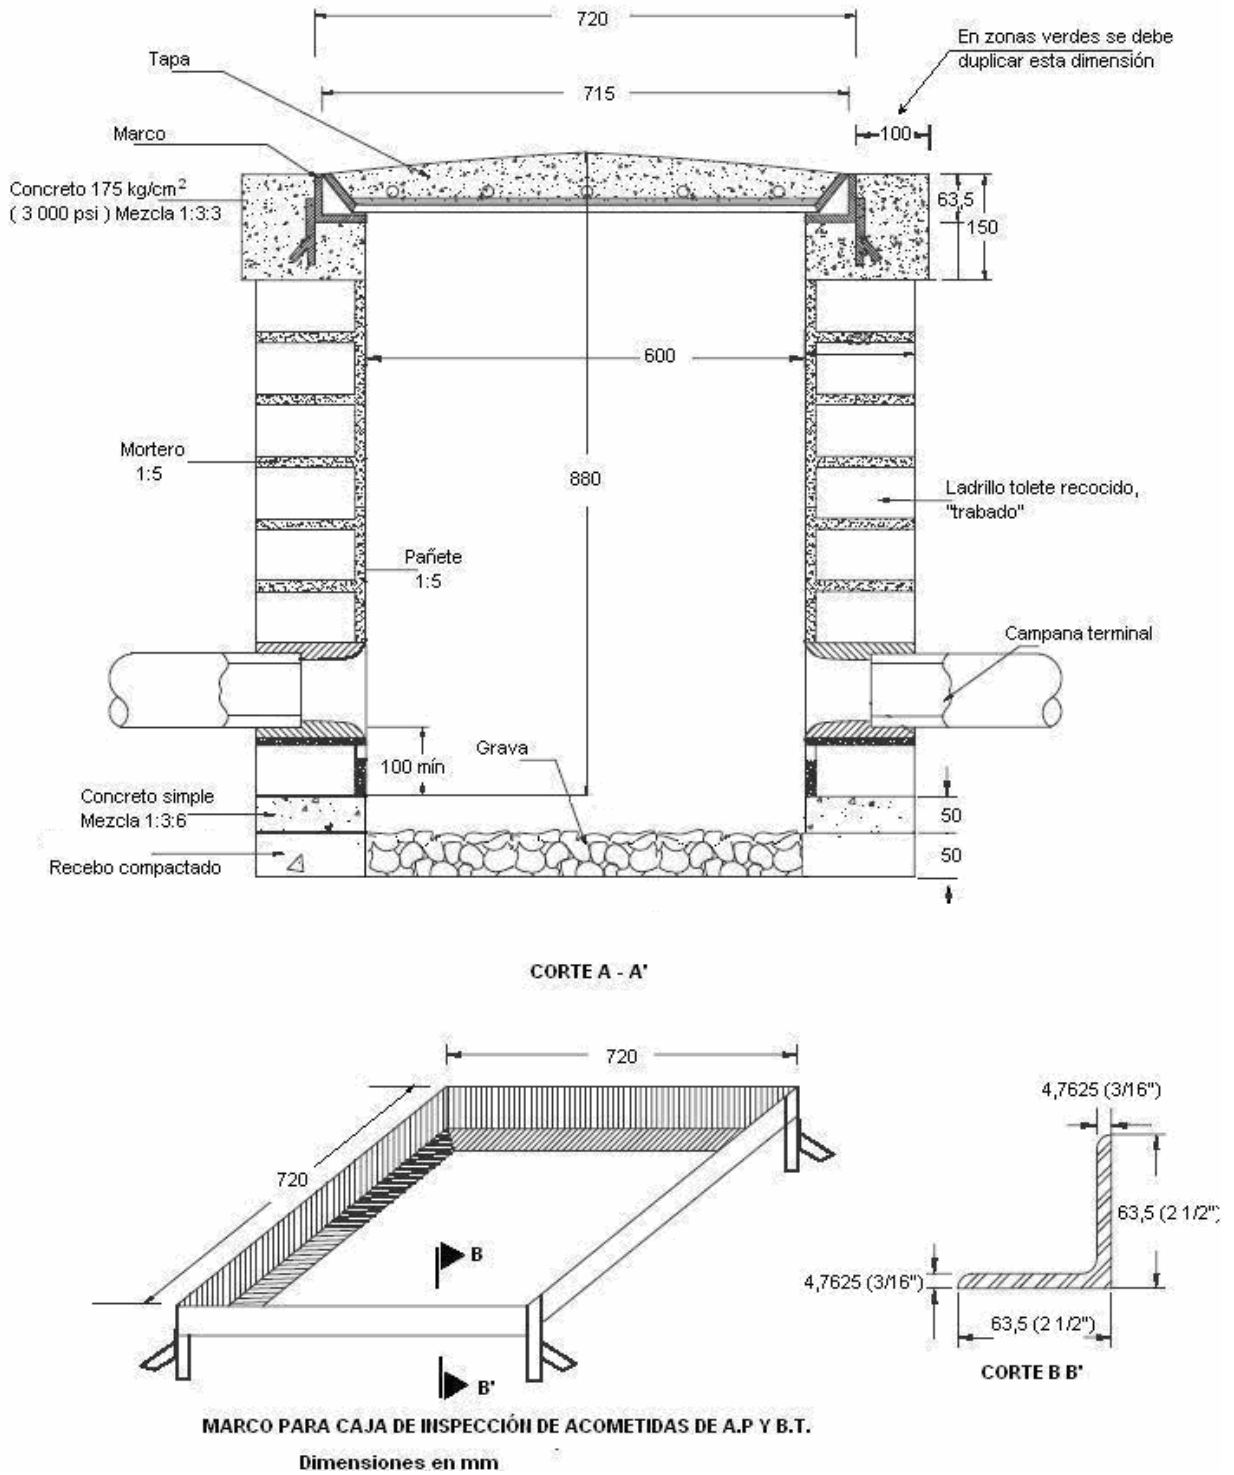 720
En zonas verdes se debe
duplicar esta dimensión
Tapa
715
Marco
100
Concreto 175 kg/cm²
( 3 000 psi ) Mezcla 1:3:3
63,5
150
600
Mortero
1:5
880
Ladrillo tolete recocido,
"trabado"
Pañete
1:5
Campana terminal
Grava
100 mín
Concreto simple
Mezcla 1:3:6
50
Recebo compactado
50
CORTE A - A'
720
4,7625 (3/16")
720
63,5 (2 1/2")
B
4,7625 (3/16")
63,5 (2 1/2")
CORTE B B'
B'
MARCO PARA CAJA DE INSPECCIÓN DE ACOMETIDAS DE A.P Y B.T.
Dimensiones en mm